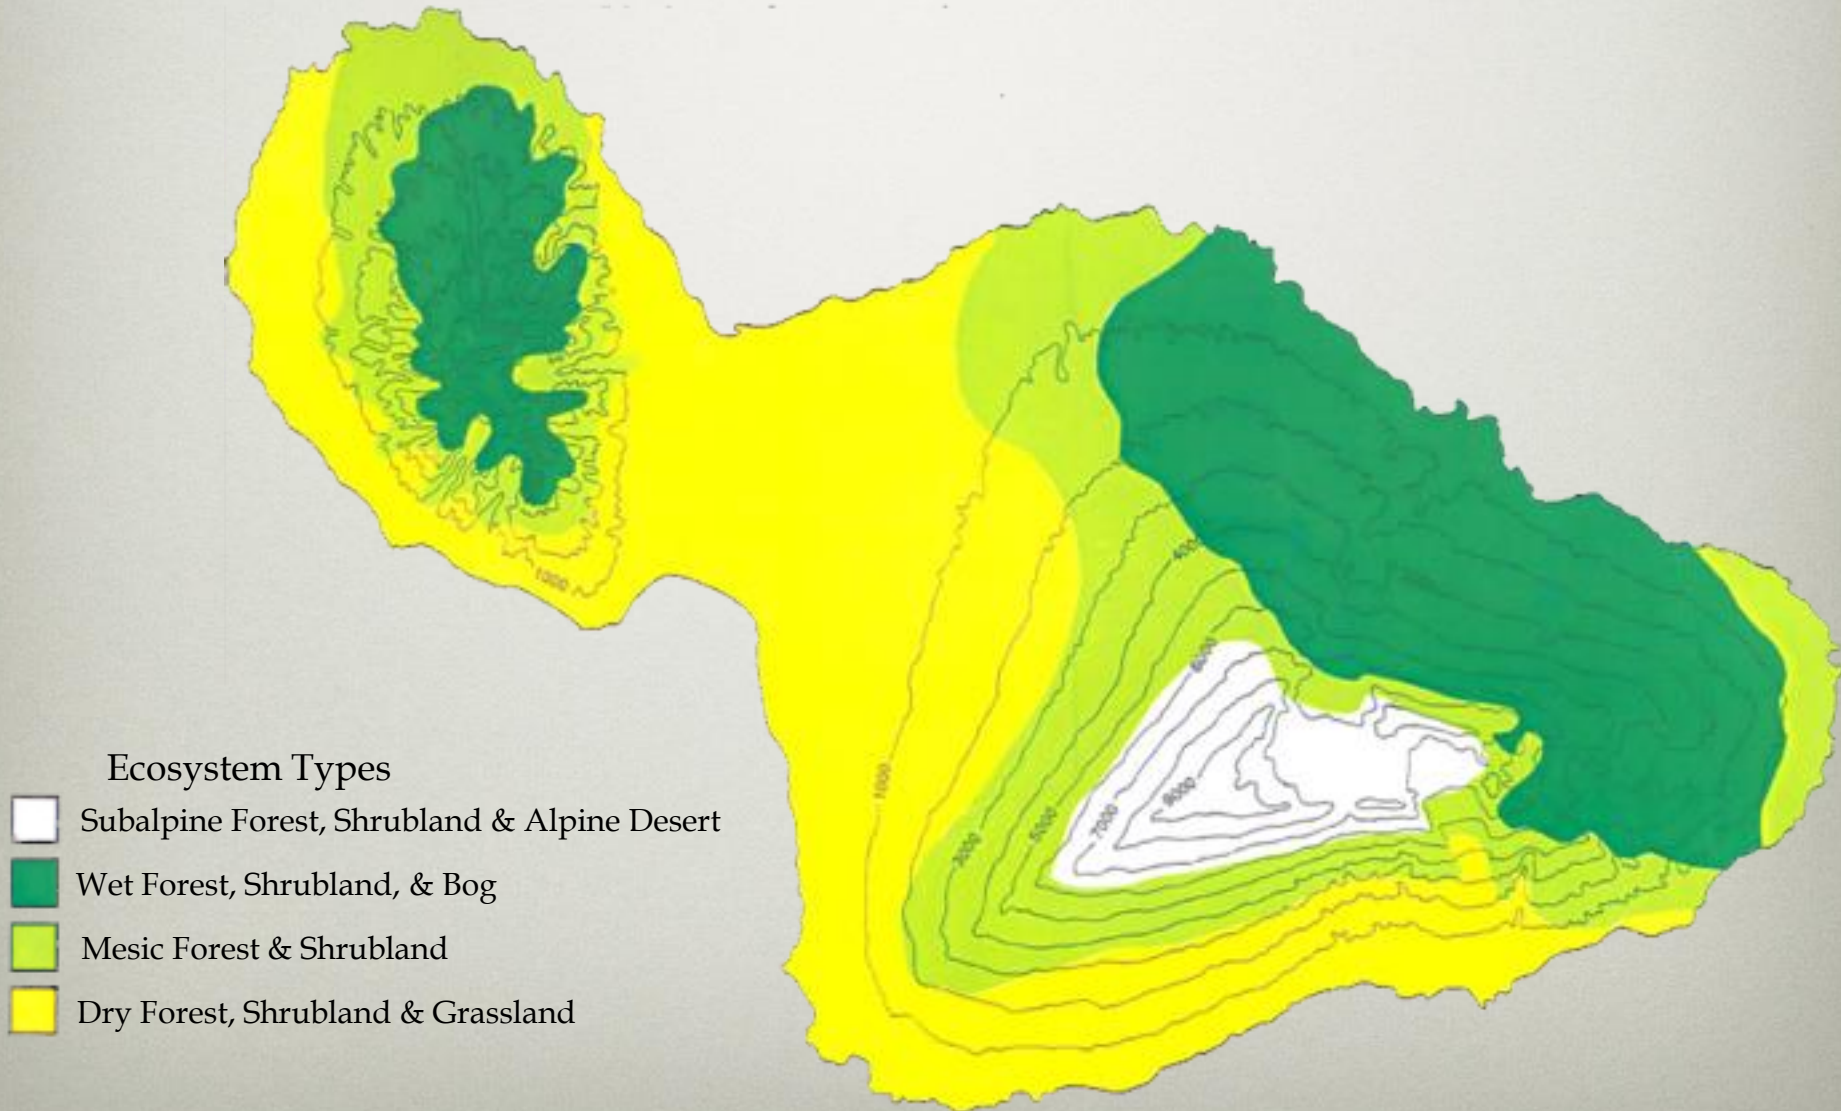 4000
6000
1000
1000
7000
9000
5000
3000
Ecosystem Types
Subalpine Forest, Shrubland & Alpine Desert
Wet Forest, Shrubland, & Bog
Mesic Forest & Shrubland
Dry Forest, Shrubland & Grassland